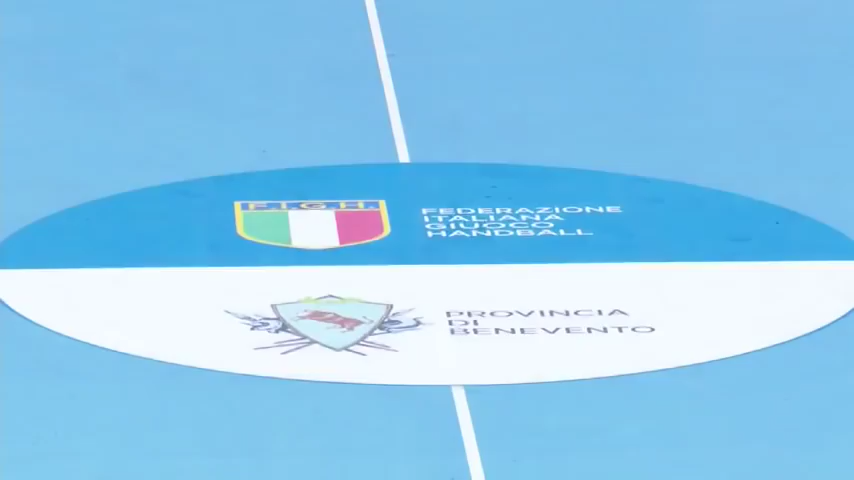 F.I.G.H.
FEDERAZIONE
ITALIANA
GIUOCO
HANDBALL
PROVINCIA
DI
BENEVENTO